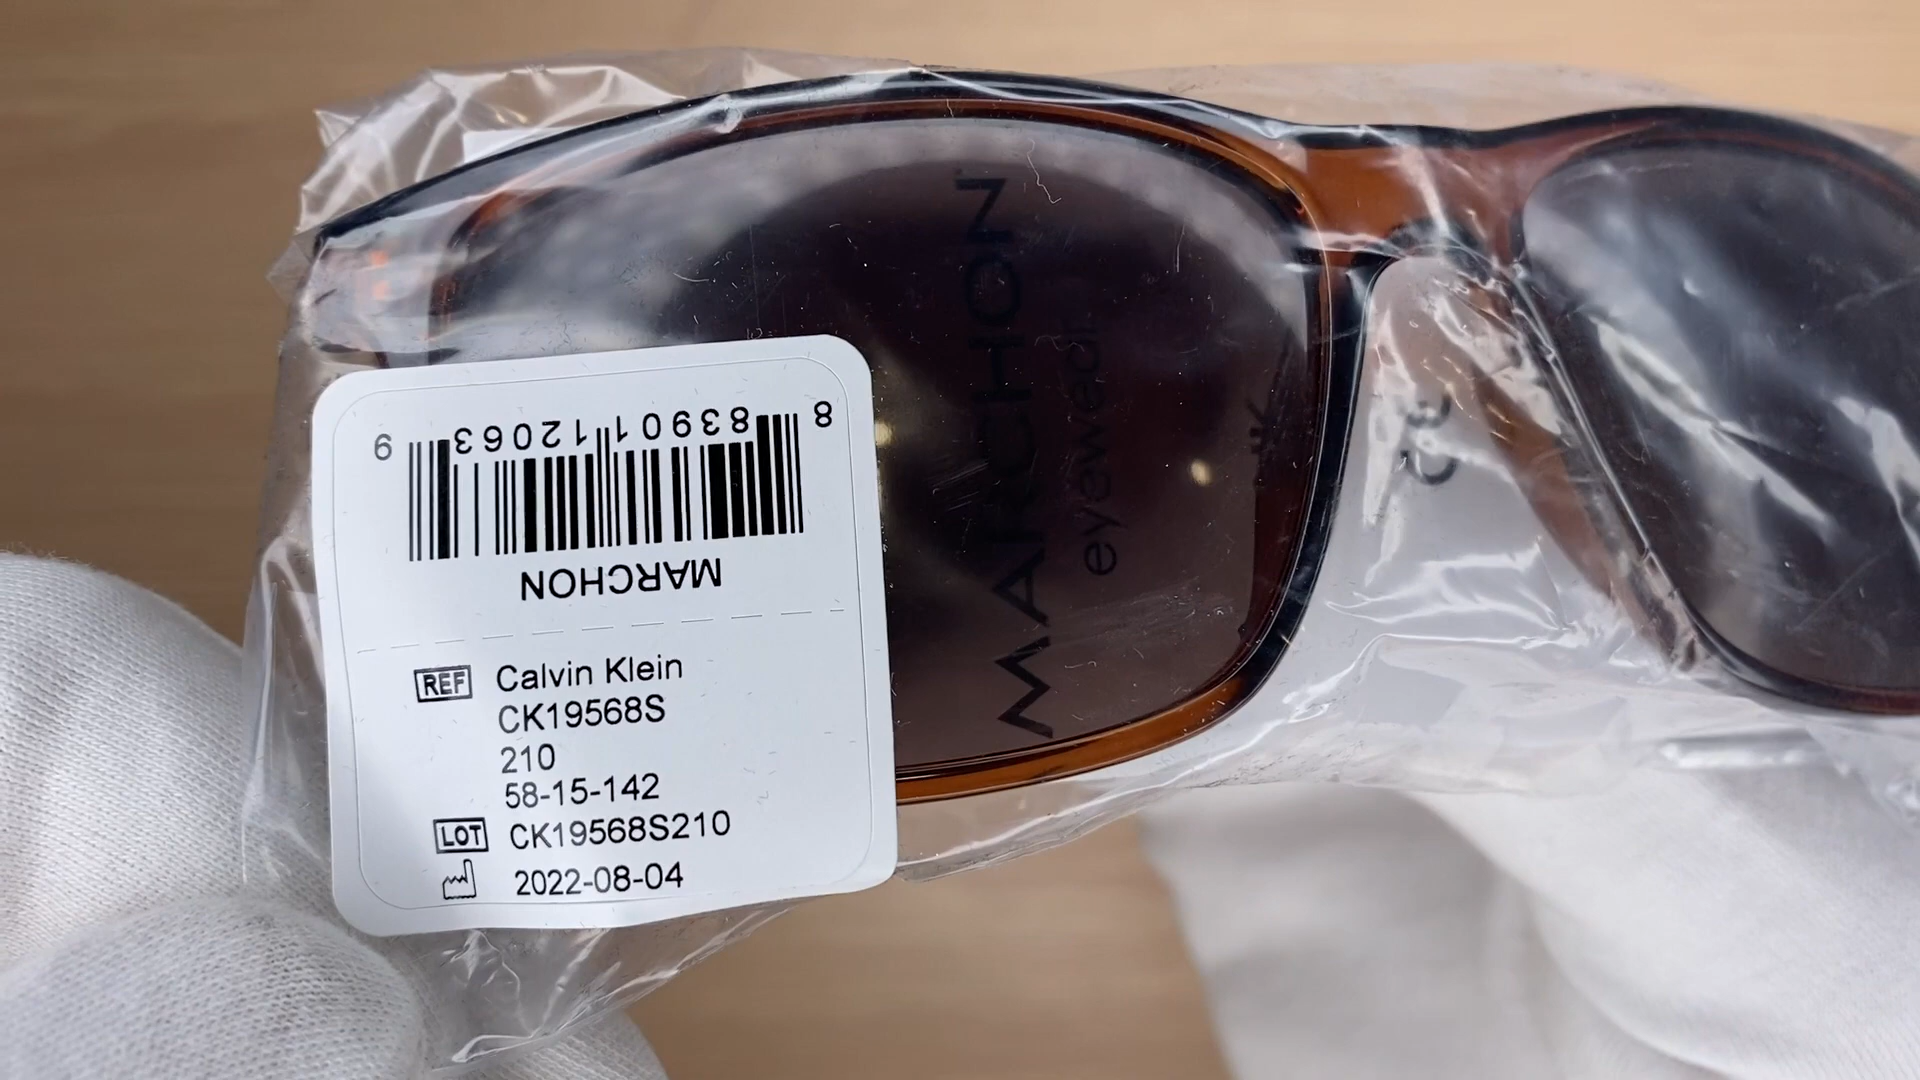 8 83901 12063 9
MARCHON
REF Calvin Klein
CK19568S
210
58-15-142
LOT CK19568S210
2022-08-04
MARCHON
eyewear
CE